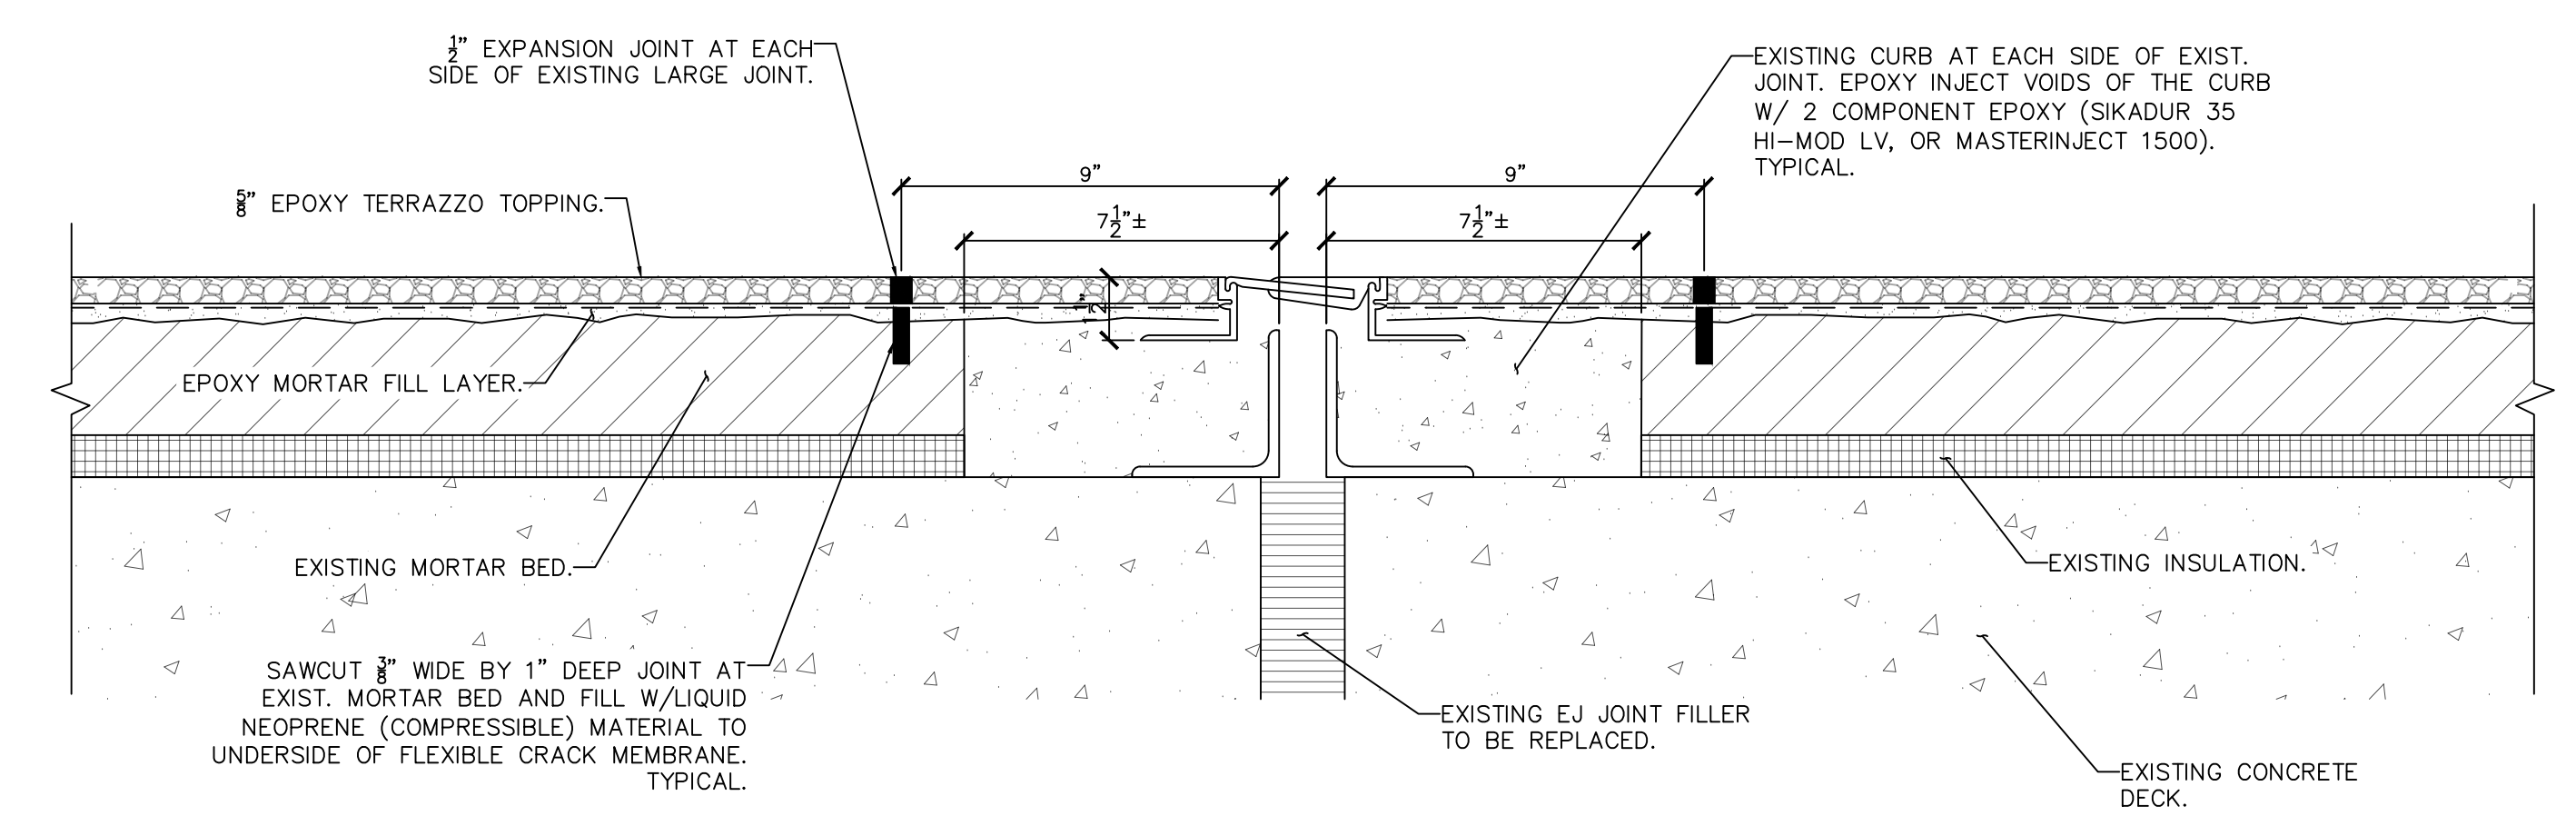 ½" EXPANSION JOINT AT EACH
SIDE OF EXISTING LARGE JOINT.
EXISTING CURB AT EACH SIDE OF EXIST.
JOINT. EPOXY INJECT VOIDS OF THE CURB
W/ 2 COMPONENT EPOXY (SIKADUR 35
HI-MOD LV, OR MASTERINJECT 1500).
TYPICAL.
9"
9"
⅝" EPOXY TERRAZZO TOPPING.
7½"±
7½"±
1½"
EPOXY MORTAR FILL LAYER.
EXISTING MORTAR BED.
EXISTING INSULATION.
SAWCUT ⅜" WIDE BY 1" DEEP JOINT AT
EXIST. MORTAR BED AND FILL W/LIQUID
NEOPRENE (COMPRESSIBLE) MATERIAL TO
UNDERSIDE OF FLEXIBLE CRACK MEMBRANE.
TYPICAL.
EXISTING EJ JOINT FILLER
TO BE REPLACED.
EXISTING CONCRETE
DECK.